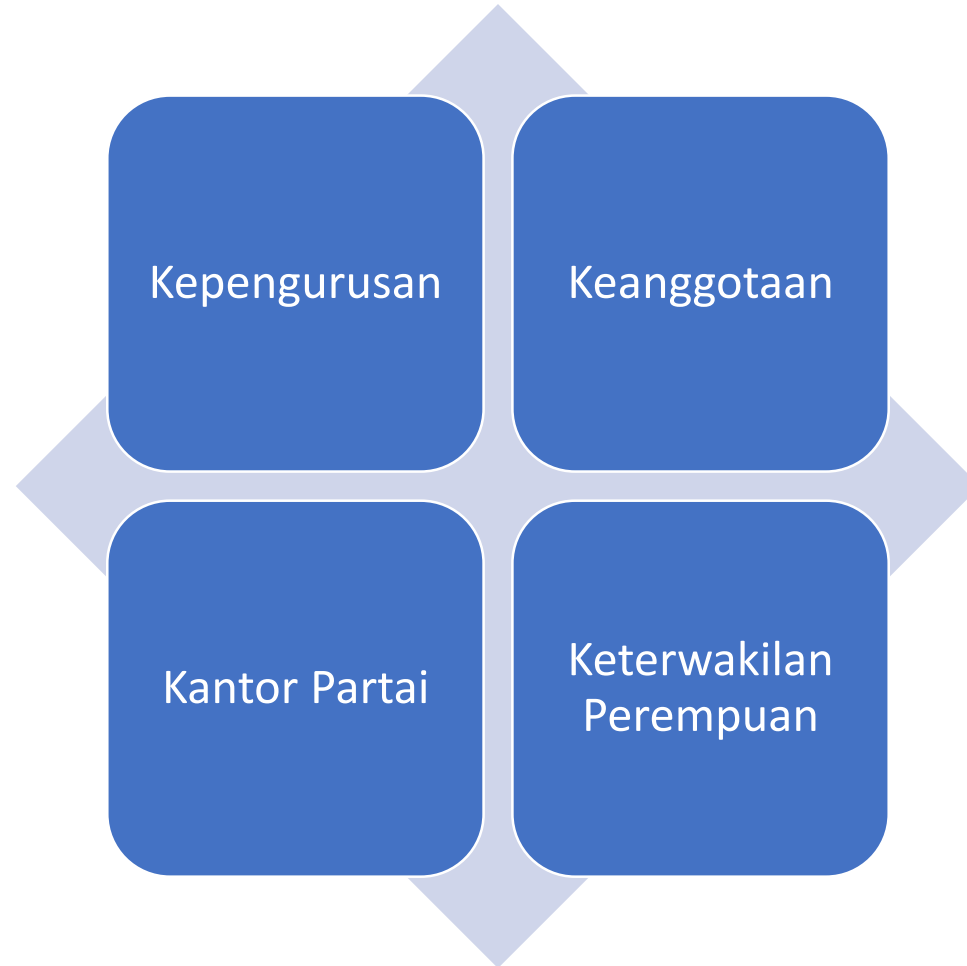 Kepengurusan
Keanggotaan
Kantor Partai
Keterwakilan
Perempuan